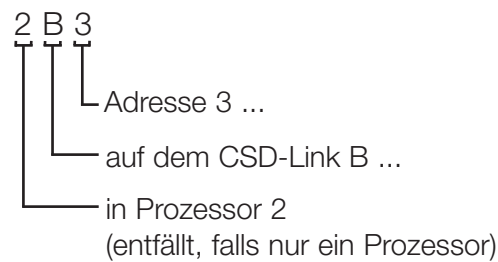 2 B 3
Adresse 3 ...
auf dem CSD-Link B ...
in Prozessor 2
(entfällt, falls nur ein Prozessor)